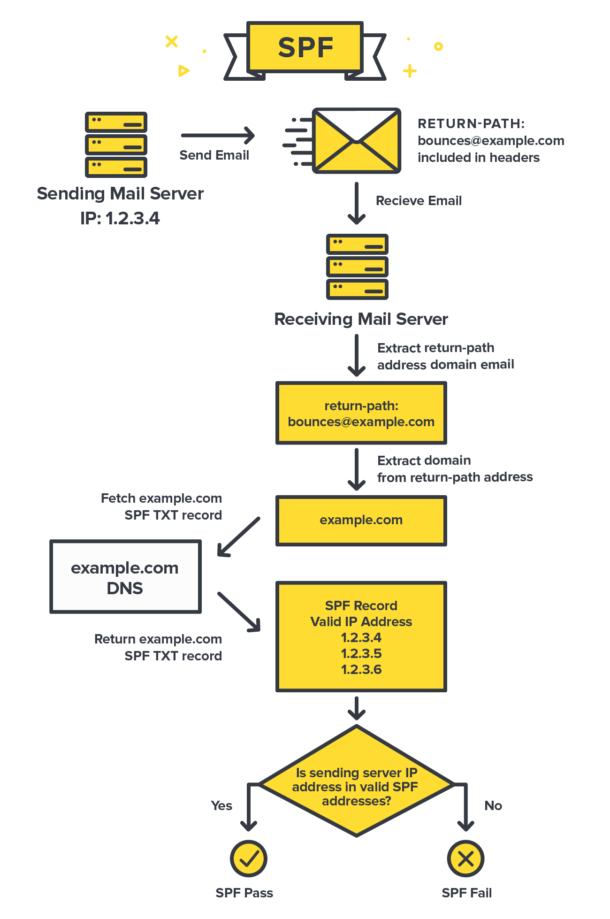 SPF
Send Email
RETURN-PATH:
bounces@example.com
included in headers
Sending Mail Server
IP: 1.2.3.4
Recieve Email
Receiving Mail Server
Extract return-path
address domain email
return-path:
bounces@example.com
Extract domain
from return-path address
Fetch example.com
SPF TXT record
example.com
example.com
DNS
Return example.com
SPF TXT record
SPF Record
Valid IP Address
1.2.3.4
1.2.3.5
1.2.3.6
Is sending server IP
address in valid SPF
addresses?
Yes
No
SPF Pass
SPF Fail